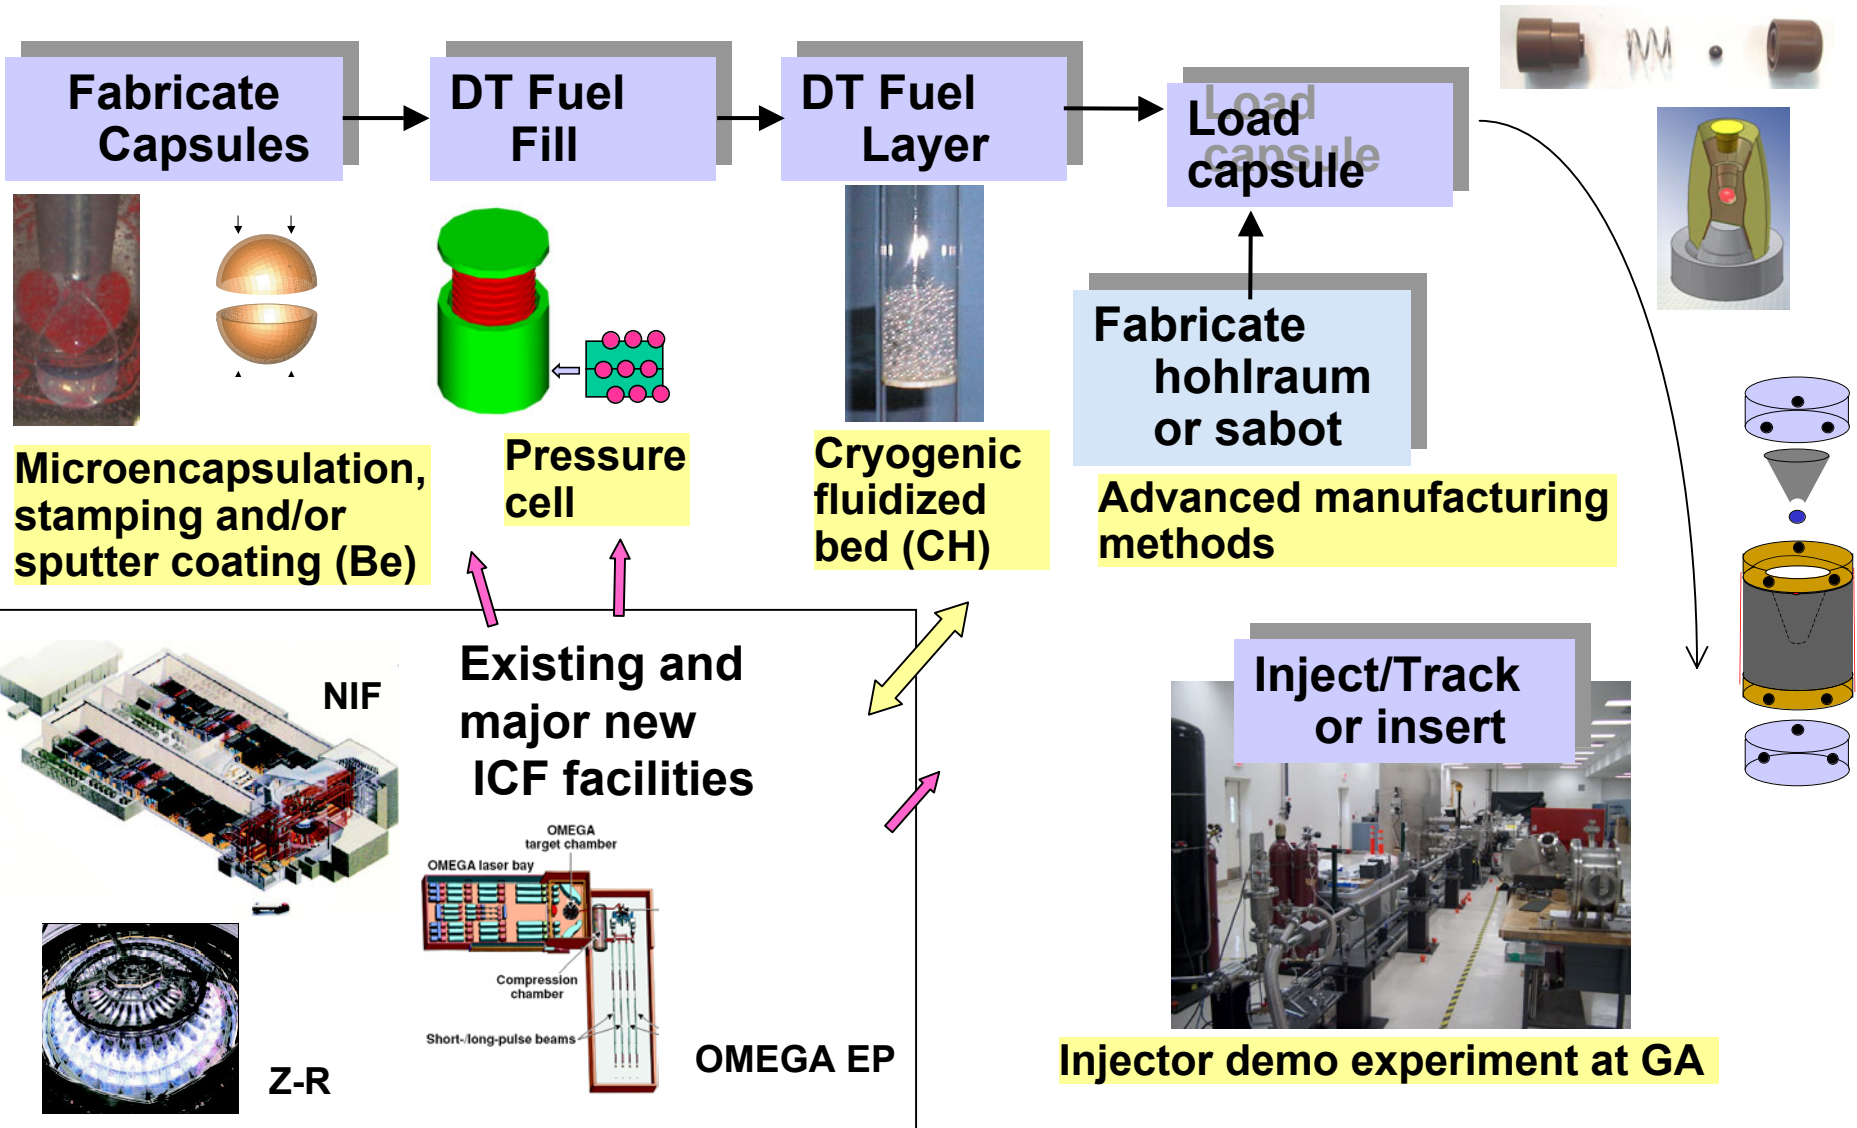 Fabricate
Capsules
DT Fuel
Fill
DT Fuel
Layer
Load
capsule
Load
capsule
Fabricate
hohlraum
or sabot
Microencapsulation,
stamping and/or
sputter coating (Be)
Pressure
cell
Cryogenic
fluidized
bed (CH)
Advanced manufacturing
methods
Existing and
major new
ICF facilities
NIF
OMEGA
target chamber
OMEGA laser bay
Compression
chamber
Short-/long-pulse beams
OMEGA EP
Z-R
Inject/Track
or insert
Injector demo experiment at GA